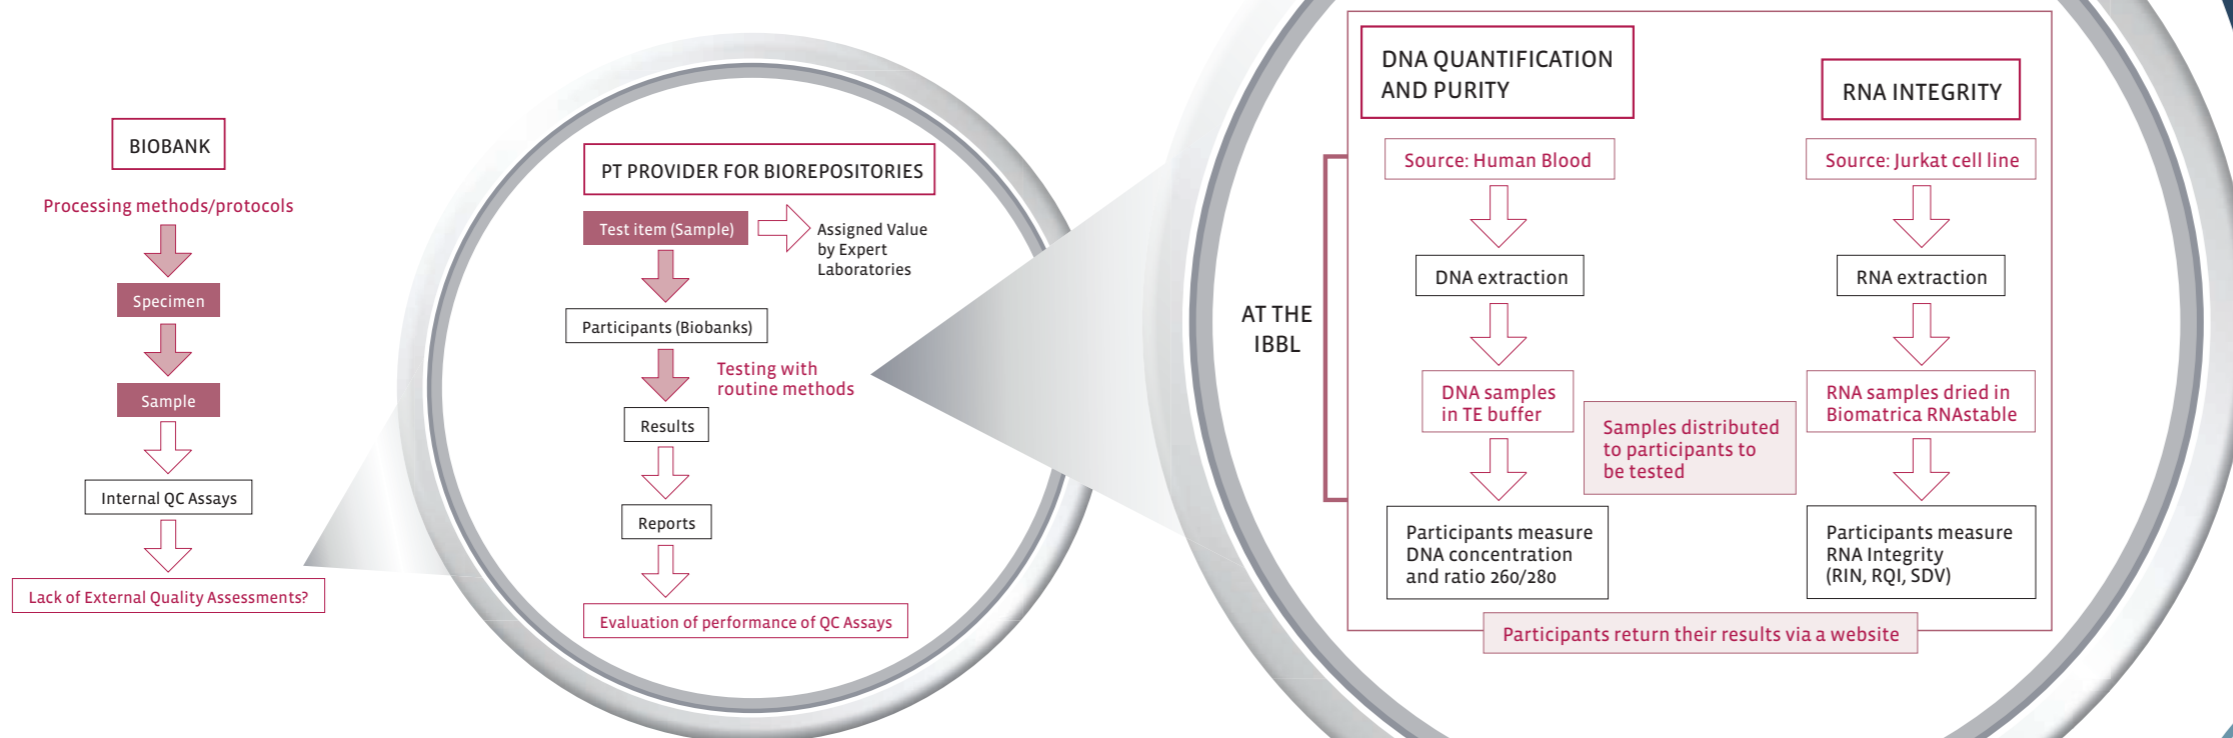 BIOBANK
Processing methods/protocols
Specimen
Sample
Internal QC Assays
Lack of External Quality Assessments?
PT PROVIDER FOR BIOREPOSITORIES
Test item (Sample)
Assigned Value
by Expert
Laboratories
Participants (Biobanks)
Testing with
routine methods
Results
Reports
Evaluation of performance of QC Assays
AT THE
IBBL
DNA QUANTIFICATION
AND PURITY
Source: Human Blood
DNA extraction
DNA samples
in TE buffer
Participants measure
DNA concentration
and ratio 260/280
Samples distributed
to participants to
be tested
RNA INTEGRITY
Source: Jurkat cell line
RNA extraction
RNA samples dried in
Biomatrica RNAstable
Participants measure
RNA Integrity
(RIN, RQI, SDV)
Participants return their results via a website